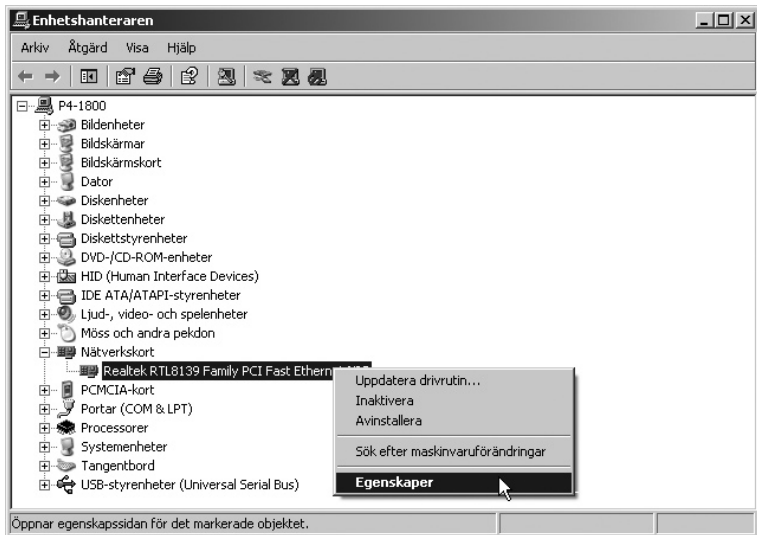 Enhetshanteraren
Arkiv Åtgärd Visa Hjälp
P4-1800
Bildenheter
Bildskärmar
Bildskärmskort
Dator
Diskenheter
Diskettenheter
Diskettstyrenheter
DVD-/CD-ROM-enheter
HID (Human Interface Devices)
IDE ATA/ATAPI-styrenheter
Ljud-, video- och spelenheter
Möss och andra pekdon
Nätverkskort
Realtek RTL8139 Family PCI Fast
Uppdatera drivrutin...
Inaktivera
Avinstallera
Sök efter maskinvaruförändringar
Egenskaper
PCMCIA-kort
Portar (COM & LPT)
Processorer
Systemenheter
Tangentbord
USB-styrenheter (Universal Serial Bus)
Öppnar egenskapssidan för det markerade objektet.